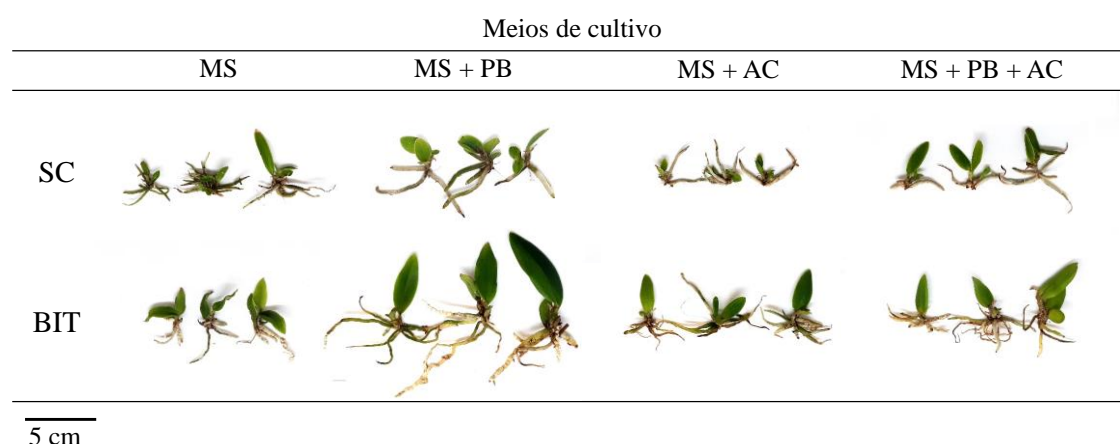 Meios de cultivo
MS MS + PB MS + AC MS + PB + AC
SC
BIT
5 cm